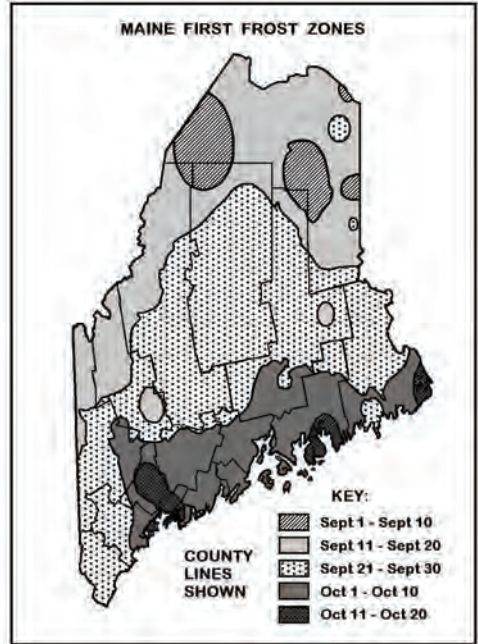 MAINE FIRST FROST ZONES
KEY:
Sept 1 - Sept 10
Sept 11 - Sept 20
Sept 21 - Sept 30
Oct 1 - Oct 10
Oct 11 - Oct 20
COUNTY
LINES
SHOWN